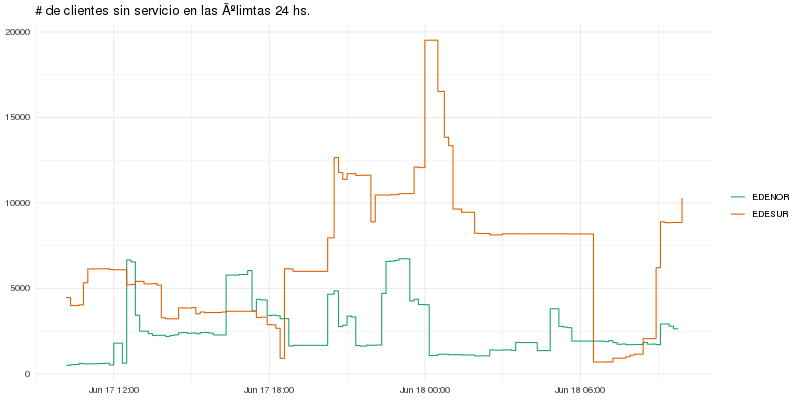 # de clientes sin servicio en las Ãºlimtas 24 hs.
20000
15000
10000
5000
0
Jun 17 12:00 Jun 17 18:00 Jun 18 00:00 Jun 18 06:00
EDENOR
EDESUR